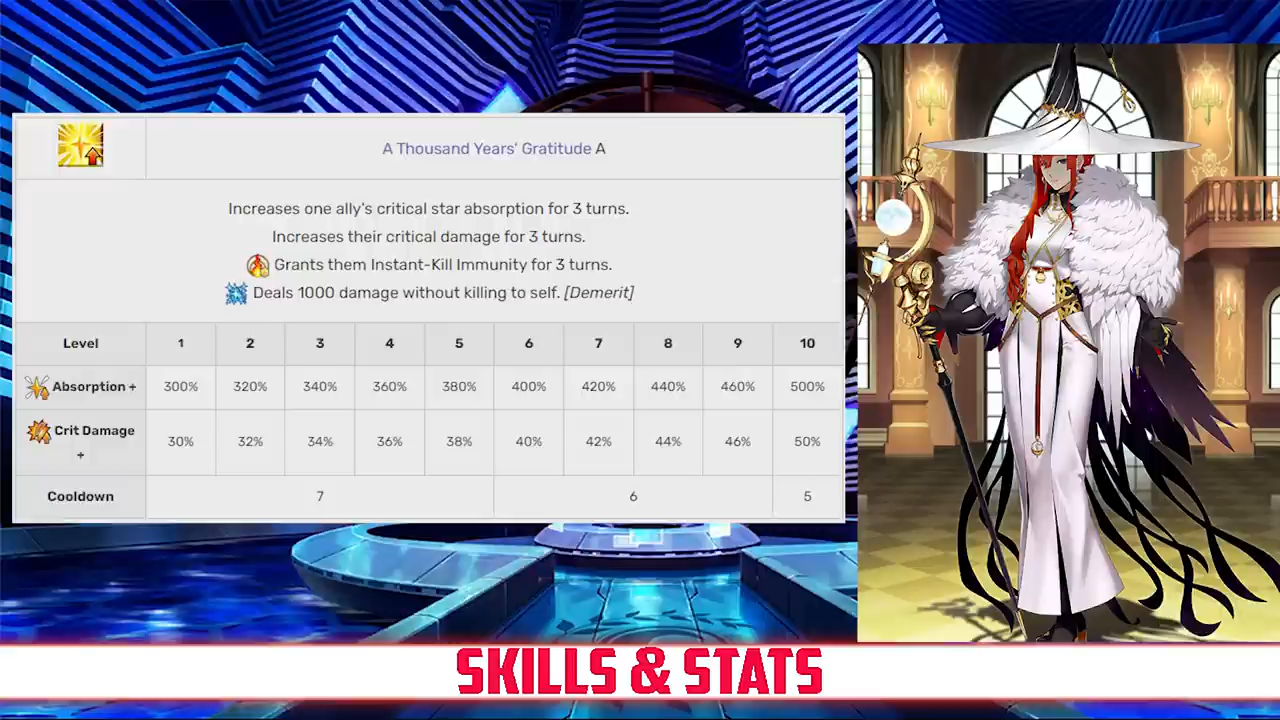 A Thousand Years' Gratitude A
Increases one ally's critical star absorption for 3 turns.
Increases their critical damage for 3 turns.
Grants them Instant-Kill Immunity for 3 turns.
Deals 1000 damage without killing to self. [Demerit]
Level 1 2 3 4 5 6 7 8 9 10
Absorption + 300% 320% 340% 360% 380% 400% 420% 440% 460% 500%
Crit Damage + 30% 32% 34% 36% 38% 40% 42% 44% 46% 50%
Cooldown 7 6 5
SKILLS & STATS